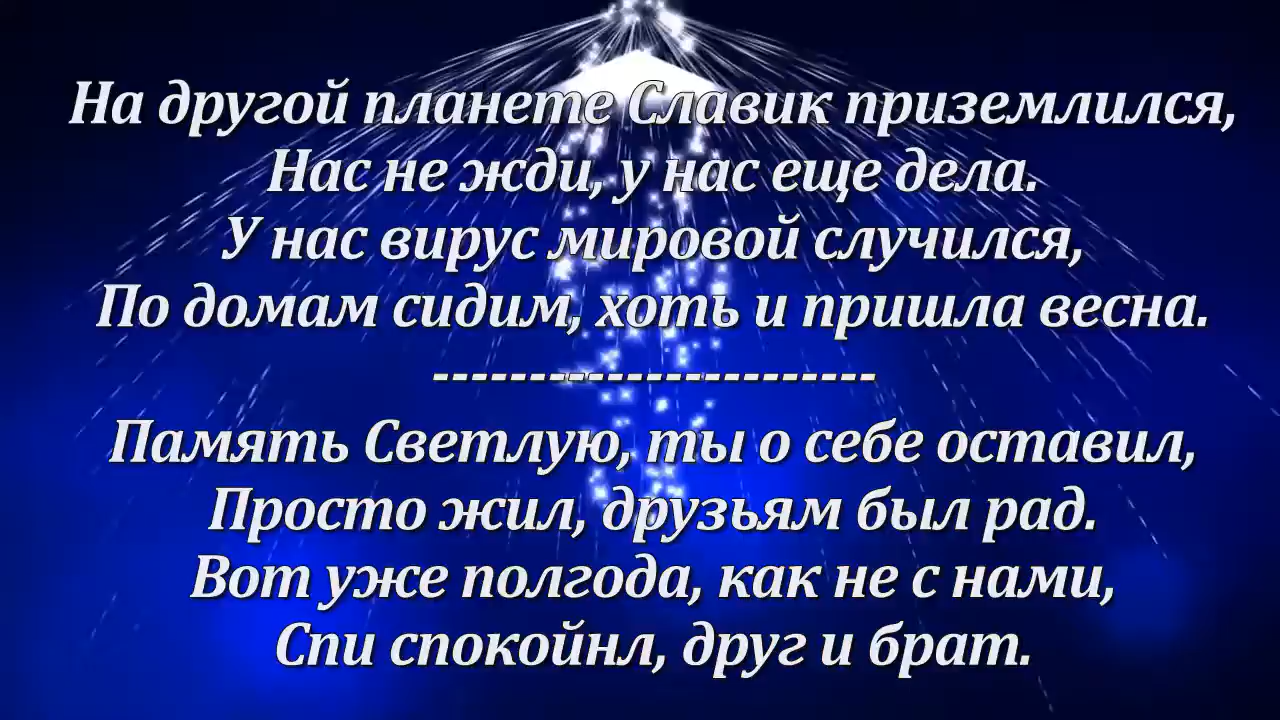 На другой планете Славик приземлился,
Нас не жди, у нас еще дела.
У нас вирус мировой случился,
По домам сидим, хоть и пришла весна.
-----------------------
Память Светлую, ты о себе оставил,
Просто жил, друзьям был рад.
Вот уже полгода, как не с нами,
Спи спокойнл, друг и брат.